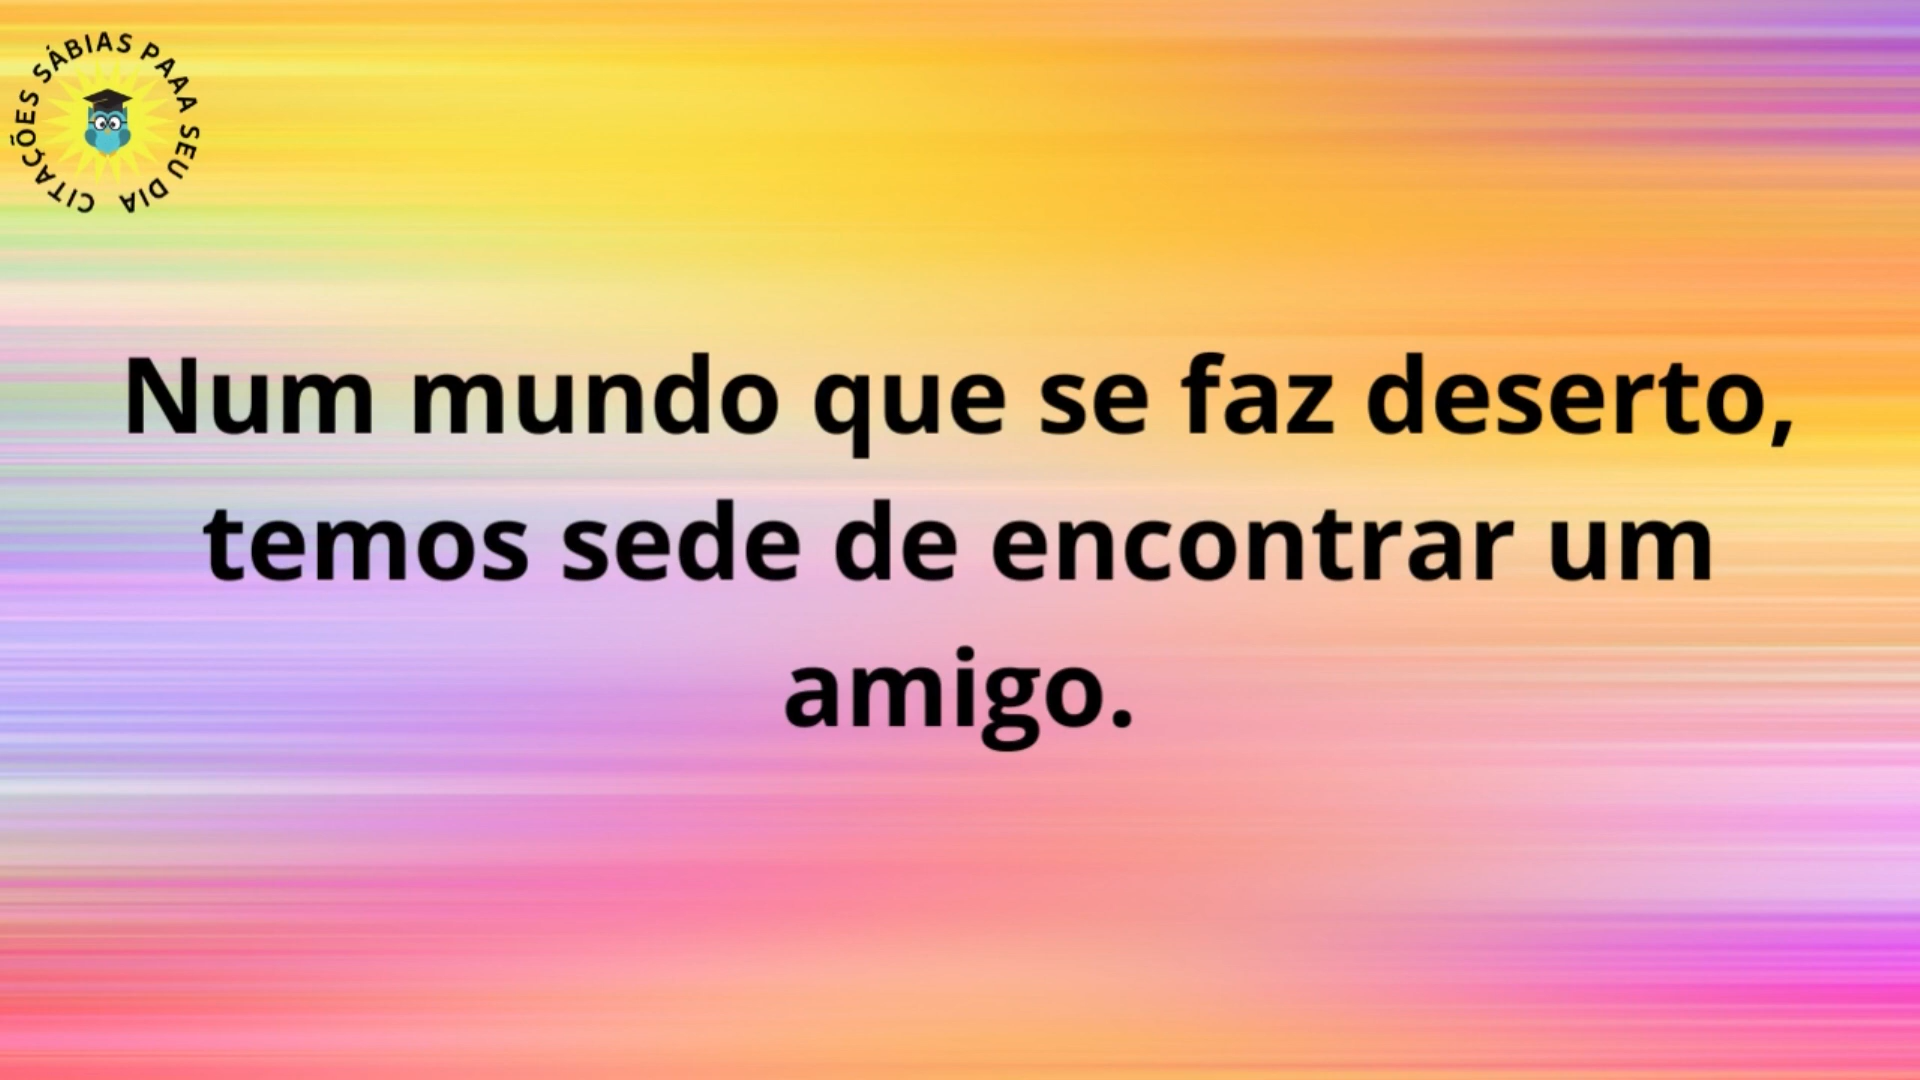 CITAÇÕES SÁBIAS PAAA SEU DIA
Num mundo que se faz deserto,
temos sede de encontrar um
amigo.